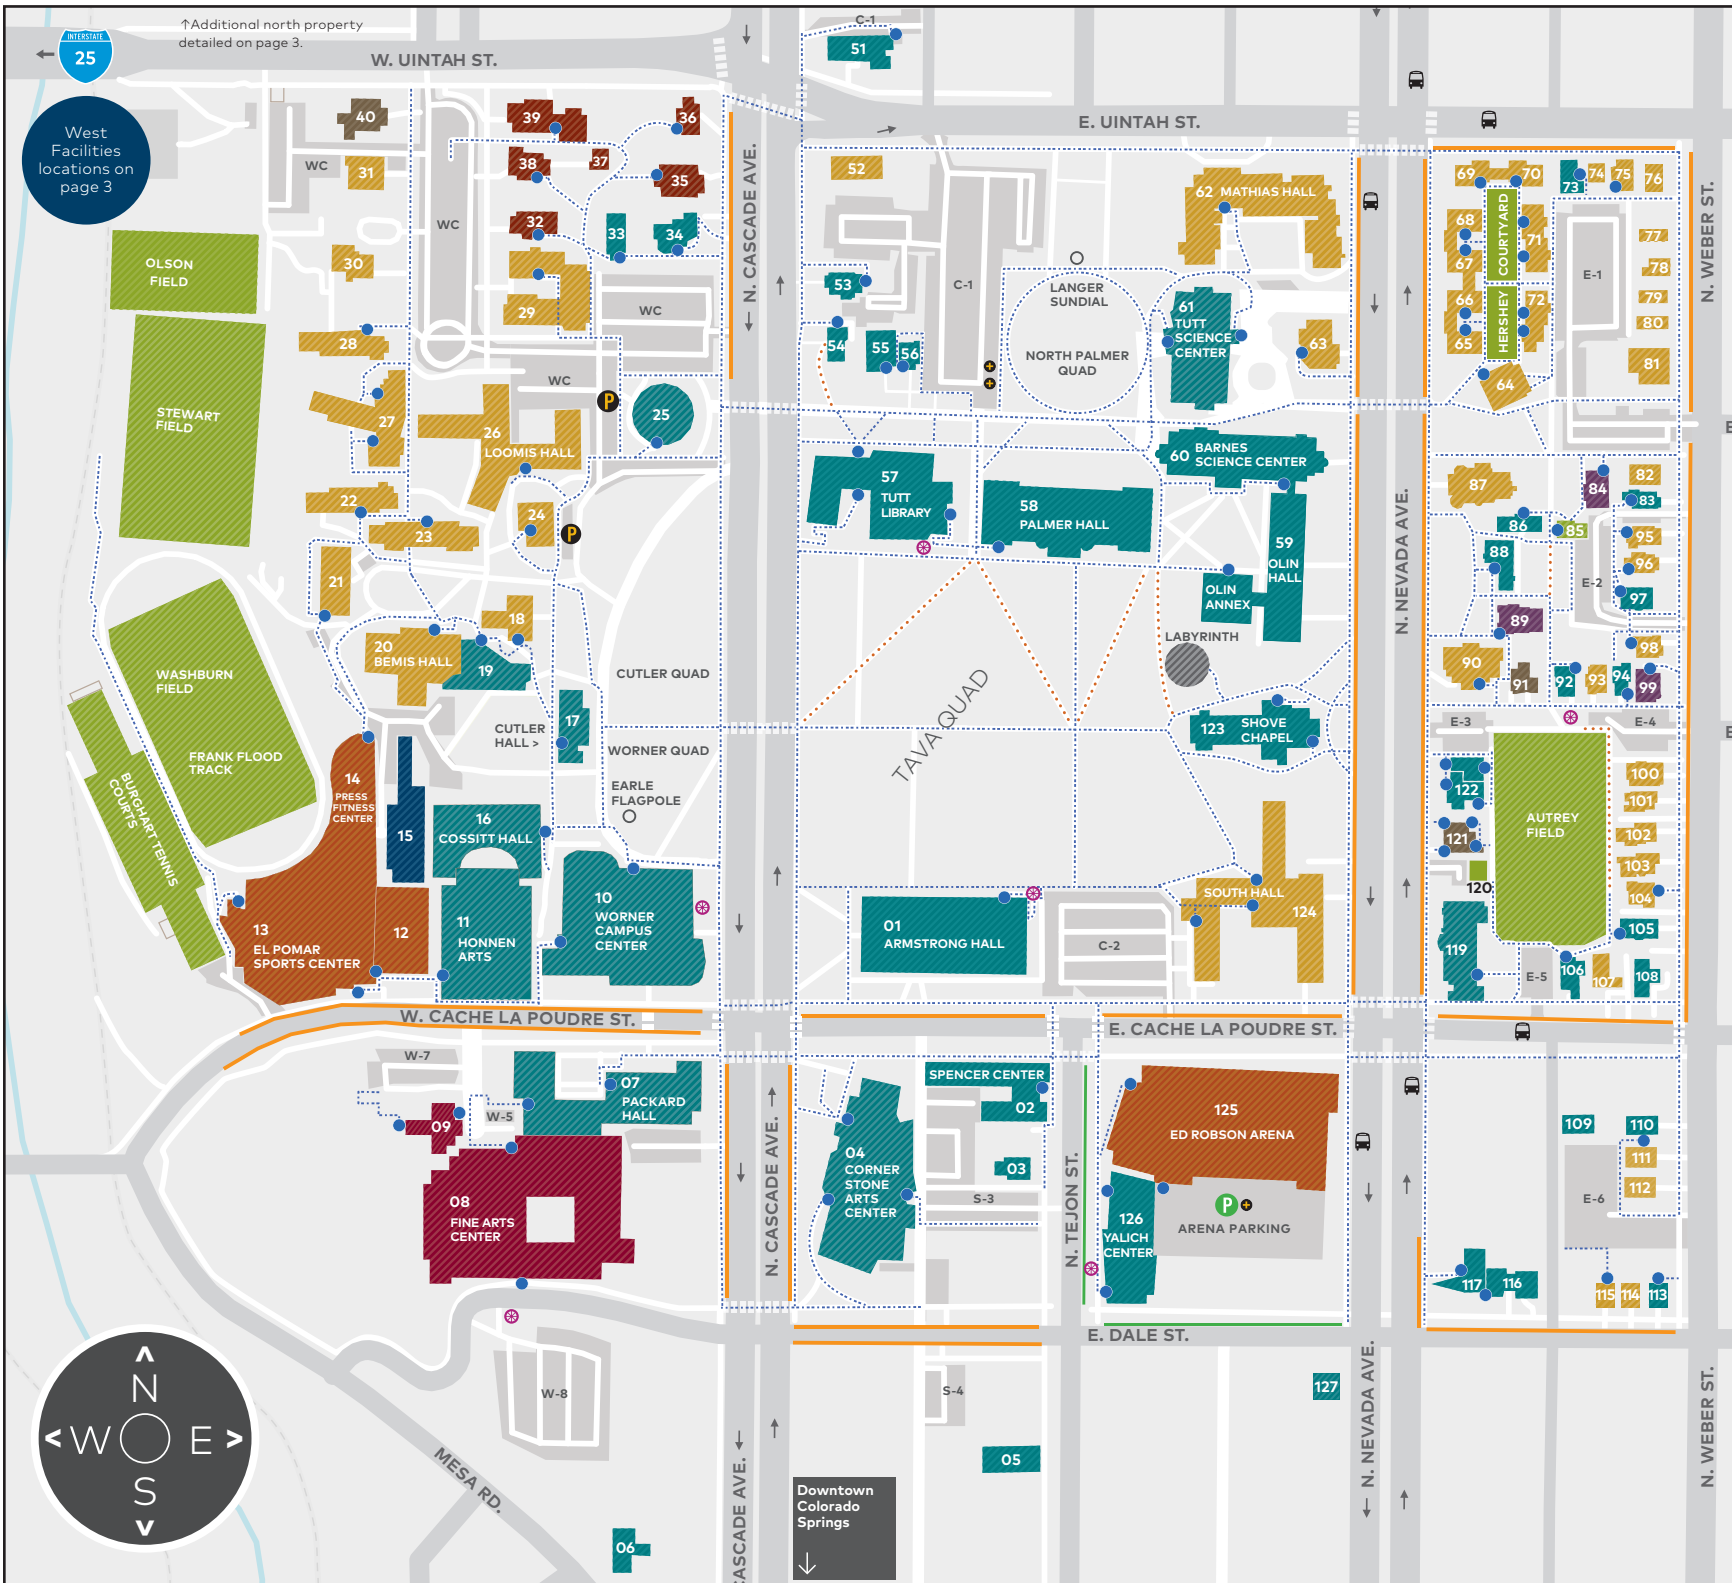 ↑Additional north property
detailed on page 3.
INTERSTATE
25
W. UINTAH ST.
C-1
51
West
Facilities
locations on
page 3
E. UINTAH ST.
40
39
36
31
WC
38
37
35
32
33
34
WC
30
29
WC
28
WC
P
25
27
26
LOOMIS HALL
22
23
24
P
21
20
BEMIS HALL
18
19
17
CUTLER
HALL >
CUTLER QUAD
WORNER QUAD
EARLE
FLAGPOLE
OLSON
FIELD
STEWART
FIELD
WASHBURN
FIELD
FRANK FLOOD
TRACK
BURGHART TENNIS
COURTS
14
PRESS
FITNESS
CENTER
15
16
COSSITT HALL
13
EL POMAR
SPORTS CENTER
12
11
HONNEN
ARTS
10
WORNER
CAMPUS
CENTER
N. CASCADE AVE.
52
53
54
55
56
C-1
LANGER
SUNDIAL
NORTH PALMER
QUAD
62 MATHIAS HALL
61
TUTT
SCIENCE
CENTER
63
57
TUTT
LIBRARY
58
PALMER HALL
60
BARNES
SCIENCE CENTER
59
OLIN
HALL
OLIN
ANNEX
LABYRINTH
TAVA QUAD
123
SHOVE
CHAPEL
01
ARMSTRONG HALL
C-2
SOUTH HALL
124
N. NEVADA AVE.
69
70
73
74
75
76
68
67
COURTYARD
71
77
78
E-1
66
65
HERSHEY
72
79
80
81
64
N. WEBER ST.
E
87
84
82
83
86
85
95
88
96
E-2
97
89
98
90
91
92
93
94
99
E-3
E-4
E
122
121
120
119
AUTREY
FIELD
100
101
102
103
104
105
106
107
108
E-5
W. CACHE LA POUDRE ST.
E. CACHE LA POUDRE ST.
W-7
07
PACKARD
HALL
W-5
09
08
FINE ARTS
CENTER
W-8
MESA RD.
06
N. CASCADE AVE.
04
CORNER
STONE
ARTS
CENTER
SPENCER CENTER
02
03
S-3
N. TEJON ST.
125
ED ROBSON ARENA
P
ARENA PARKING
126
YALICH
CENTER
E. DALE ST.
109
110
111
112
E-6
117
116
115
114
113
127
S-4
05
CASCADE AVE.
N. NEVADA AVE.
N. WEBER ST.
Downtown
Colorado
Springs
N
W
E
S